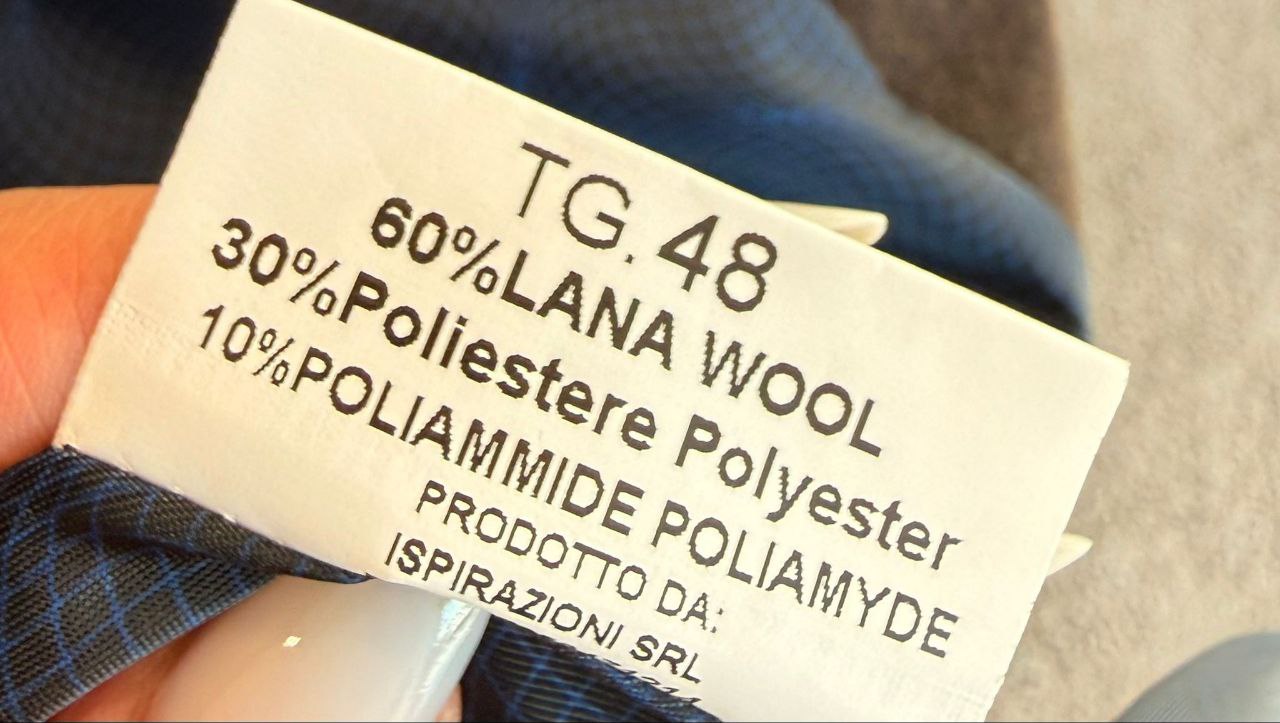 TG. 48
60%LANA WOOL
30%Poliestere Polyester
10%POLIAMMIDE POLIAMYDE
PRODOTTO DA:
ISPIRAZIONI SRL